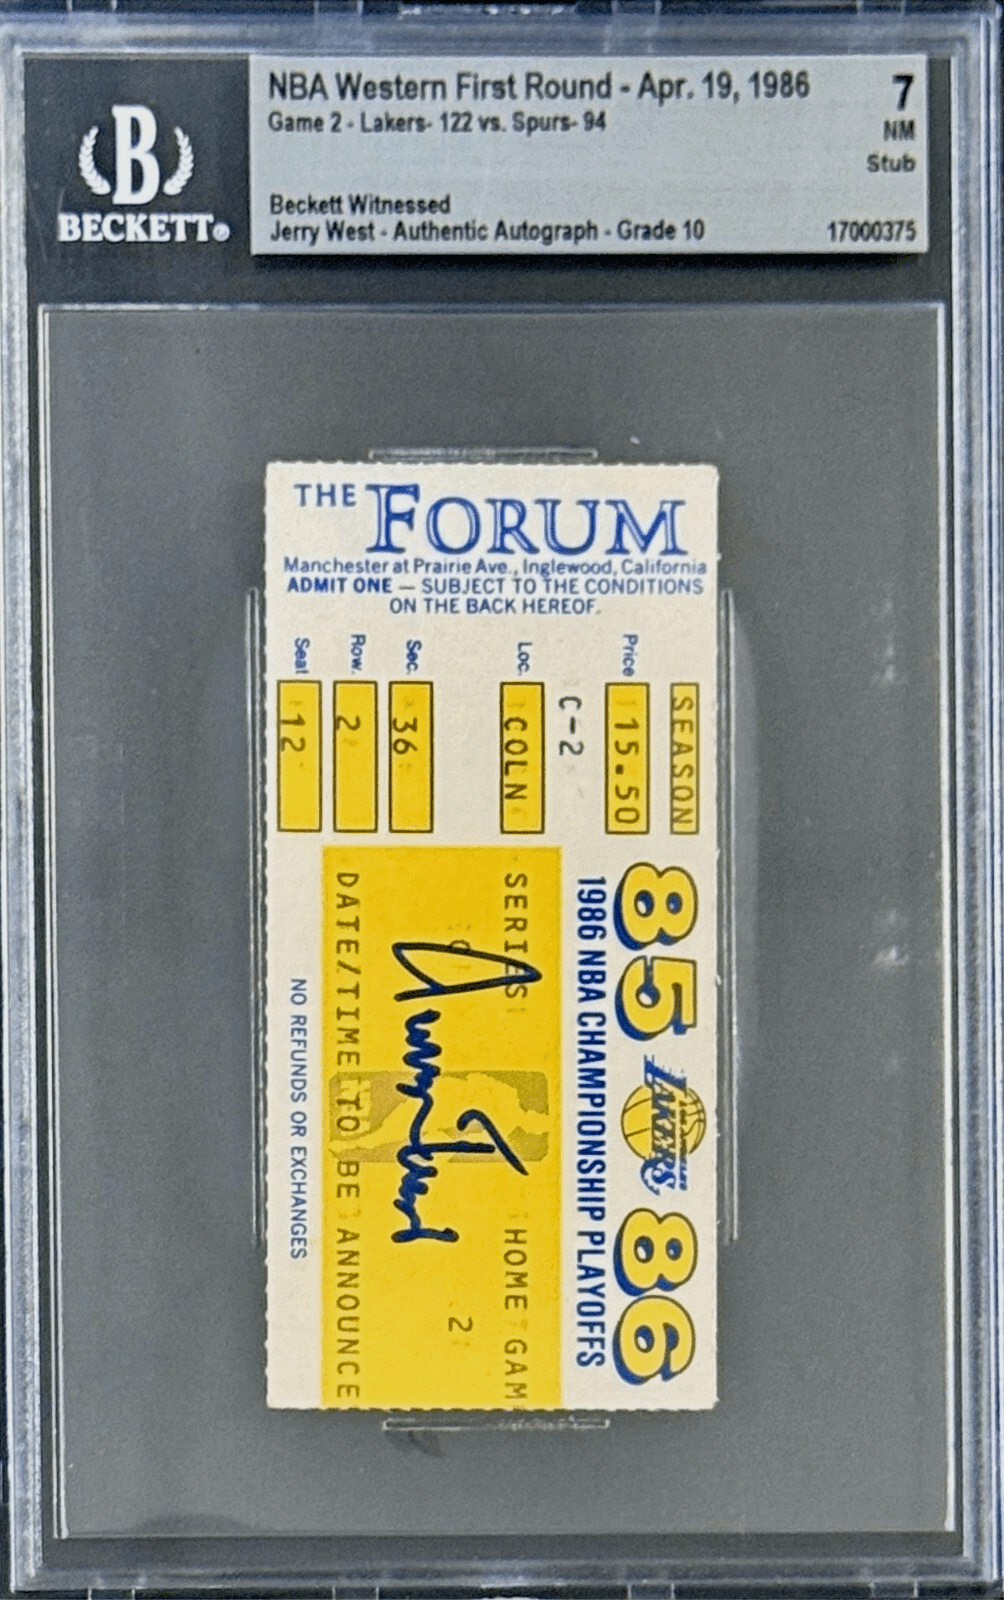 NBA Western First Round - Apr. 19, 1986
7
Game 2 - Lakers- 122 vs. Spurs- 94
NM
Stub
B
BECKETT®
Beckett Witnessed
Jerry West - Authentic Autograph - Grade 10
17000375
THE FORUM
Manchester at Prairie Ave., Inglewood, California
ADMIT ONE — SUBJECT TO THE CONDITIONS
ON THE BACK HEREOF.
SEASON
Price 15.50
C-2
Loc. COLN
Sec. 36
Row. 2
Seat 12
85 LOS ANGELES LAKERS 86
1986 NBA CHAMPIONSHIP PLAYOFFS
SERIES HOME GAM
2
Jerry West
DATE/TIME TO BE ANNOUNCE
NO REFUNDS OR EXCHANGES